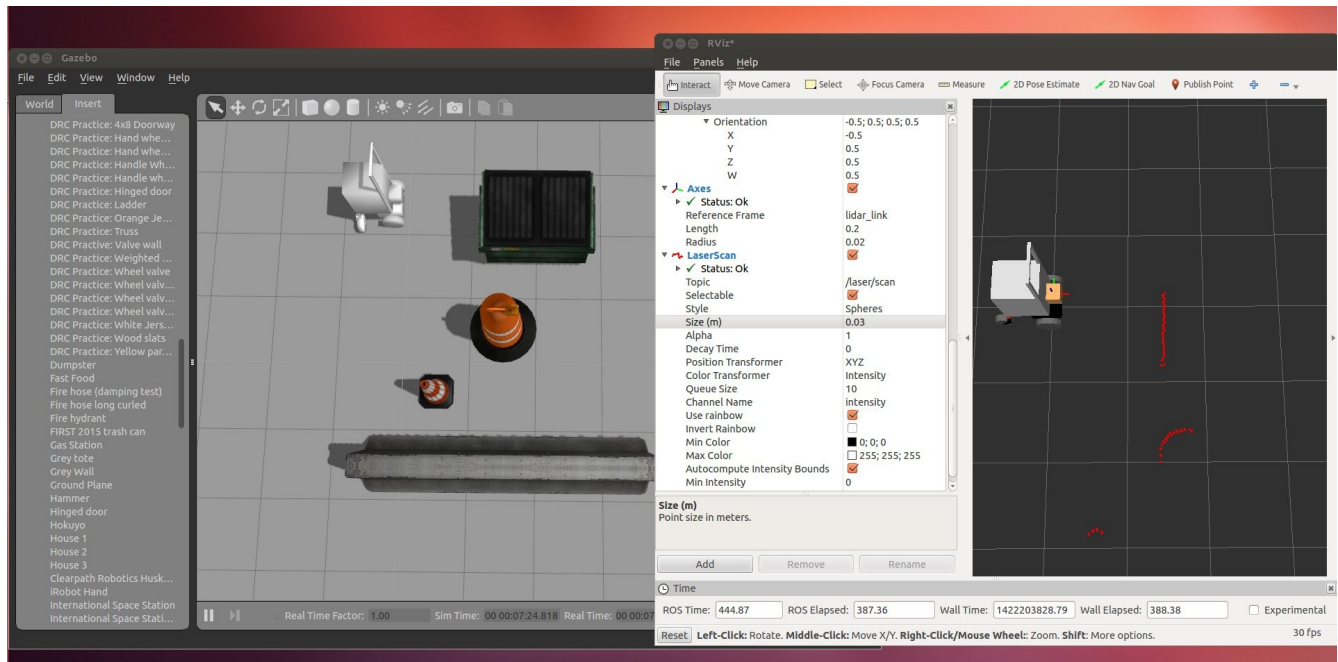 Gazebo
File Edit View Window Help
World Insert
DRC Practice: 4x8 Doorway
DRC Practice: Hand whe...
DRC Practice: Hand whe...
DRC Practice: Handle Wh...
DRC Practice: Handle wh...
DRC Practice: Hinged door
DRC Practice: Ladder
DRC Practice: Orange Je...
DRC Practice: Truss
DRC Practive: Valve wall
DRC Practice: Weighted ...
DRC Practice: Wheel valve
DRC Practice: Wheel valv...
DRC Practice: Wheel valv...
DRC Practice: Wheel valv...
DRC Practice: White Jers...
DRC Practice: Wood slats
DRC Practice: Yellow par...
Dumpster
Fast Food
Fire hose (damping test)
Fire hose long curled
Fire hydrant
FIRST 2015 trash can
Gas Station
Grey tote
Grey Wall
Ground Plane
Hammer
Hinged door
Hokuyo
House 1
House 2
House 3
Clearpath Robotics Husk...
iRobot Hand
International Space Station
International Space Stati...
Real Time Factor: 1.00 Sim Time: 00 00:07:24.818 Real Time: 00 00:07
RViz*
File Panels Help
Interact Move Camera Select Focus Camera Measure 2D Pose Estimate 2D Nav Goal Publish Point
Displays
Orientation -0.5; 0.5; 0.5; 0.5
X -0.5
Y 0.5
Z 0.5
W 0.5
Axes
Status: Ok
Reference Frame lidar_link
Length 0.2
Radius 0.02
LaserScan
Status: Ok
Topic /laser/scan
Selectable
Style Spheres
Size (m) 0.03
Alpha 1
Decay Time 0
Position Transformer XYZ
Color Transformer Intensity
Queue Size 10
Channel Name intensity
Use rainbow
Invert Rainbow
Min Color 0; 0; 0
Max Color 255; 255; 255
Autocompute Intensity Bounds
Min Intensity 0
Size (m)
Point size in meters.
Add Remove Rename
Time
ROS Time: 444.87 ROS Elapsed: 387.36 Wall Time: 1422203828.79 Wall Elapsed: 388.38 Experimental
Reset Left-Click: Rotate. Middle-Click: Move X/Y. Right-Click/Mouse Wheel:: Zoom. Shift: More options. 30 fps